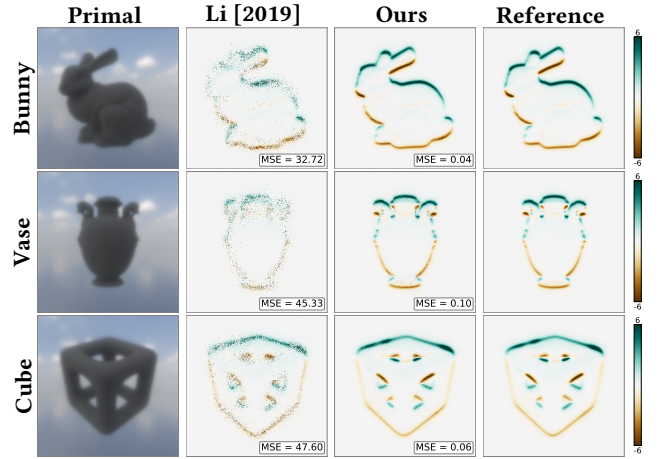 Primal Li [2019] Ours Reference
Bunny
MSE = 32.72
MSE = 0.04
6
-6
Vase
MSE = 45.33
MSE = 0.10
6
-6
Cube
MSE = 47.60
MSE = 0.06
6
-6